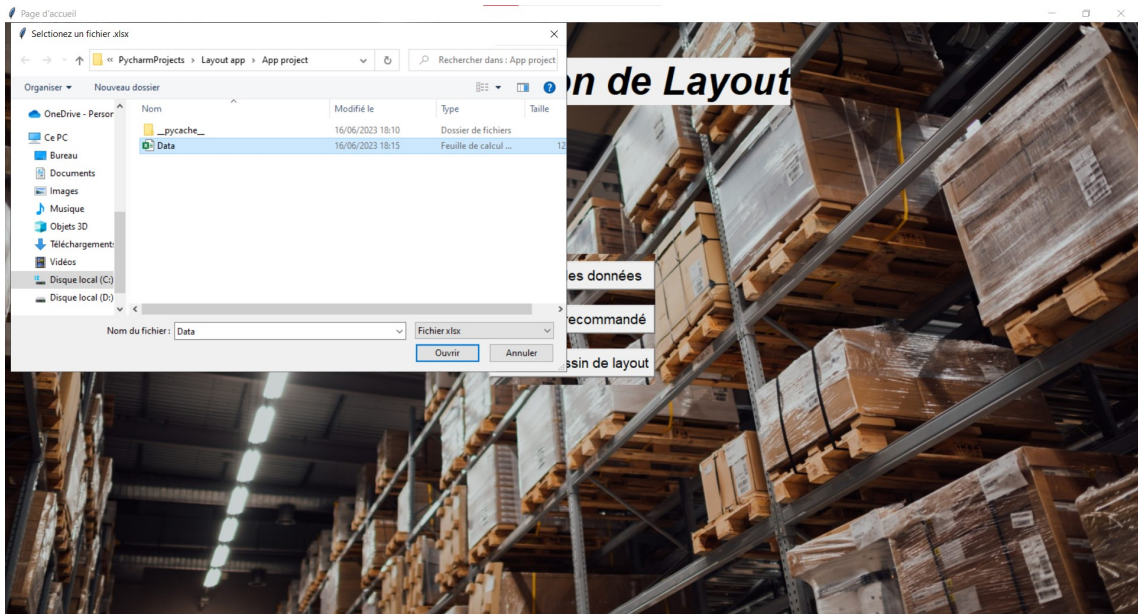 Page d'accueil
Selctionez un fichier .xlsx
« PycharmProjects › Layout app › App project
Rechercher dans : App project
Organiser
Nouveau dossier
Nom
Modifié le
Type
Taille
OneDrive - Person
Ce PC
Bureau
Documents
Images
Musique
Objets 3D
Téléchargements
Vidéos
Disque local (C:)
Disque local (D:)
__pycache__
16/06/2023 18:10
Dossier de fichiers
Data
16/06/2023 18:15
Feuille de calcul ...
12
Nom du fichier :
Data
Fichier xlsx
Ouvrir
Annuler
on de Layout
es données
recommandé
ssin de layout